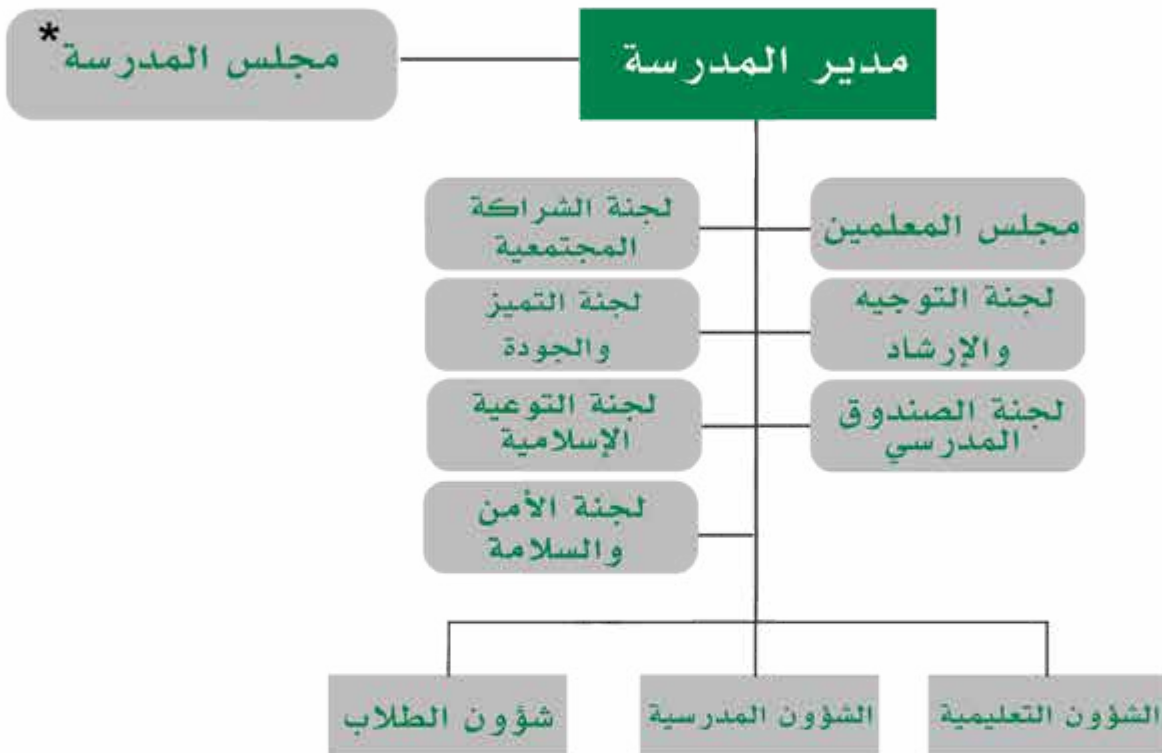 مدير المدرسة
مجلس المدرسة*
مجلس المعلمين
لجنة الشراكة
المجتمعية
لجنة التوجيه
والإرشاد
لجنة التميز
والجودة
لجنة الصندوق
المدرسي
لجنة التوعية
الإسلامية
لجنة الأمن
والسلامة
الشؤون التعليمية
الشؤون المدرسية
شؤون الطلاب